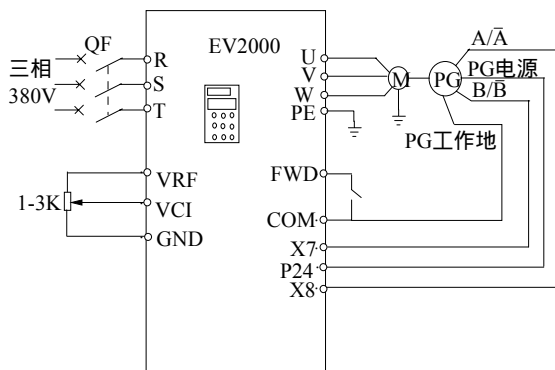 A/A̅
QF
EV2000
三相
380V
R
S
T
U
V
W
PE
M
PG
PG电源
B/B̅
PG工作地
VRF
1-3K
VCI
GND
FWD
COM
X7
P24
X8